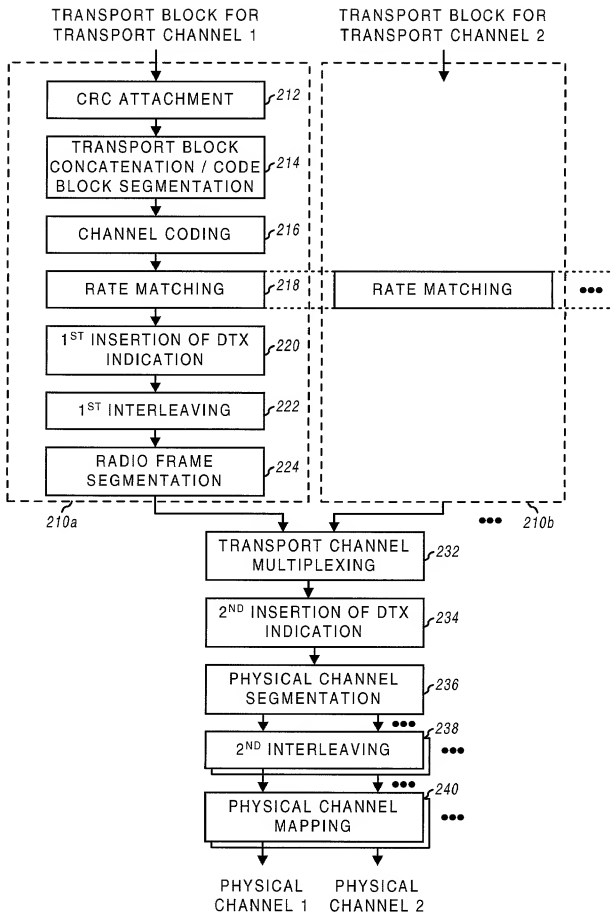 TRANSPORT BLOCK FOR
TRANSPORT CHANNEL 1
TRANSPORT BLOCK FOR
TRANSPORT CHANNEL 2
CRC ATTACHMENT
212
TRANSPORT BLOCK
CONCATENATION / CODE
BLOCK SEGMENTATION
214
CHANNEL CODING
216
RATE MATCHING
218
RATE MATCHING
1ST INSERTION OF DTX
INDICATION
220
1ST INTERLEAVING
222
RADIO FRAME
SEGMENTATION
224
210a
210b
TRANSPORT CHANNEL
MULTIPLEXING
232
2ND INSERTION OF DTX
INDICATION
234
PHYSICAL CHANNEL
SEGMENTATION
236
238
2ND INTERLEAVING
240
PHYSICAL CHANNEL
MAPPING
PHYSICAL
CHANNEL 1
PHYSICAL
CHANNEL 2